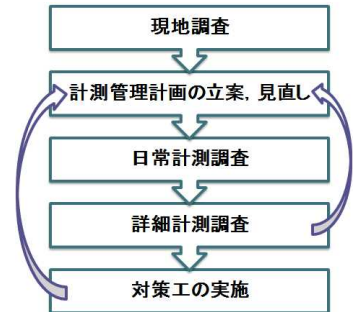 現地調査
計測管理計画の立案，見直し
日常計測調査
詳細計測調査
対策工の実施